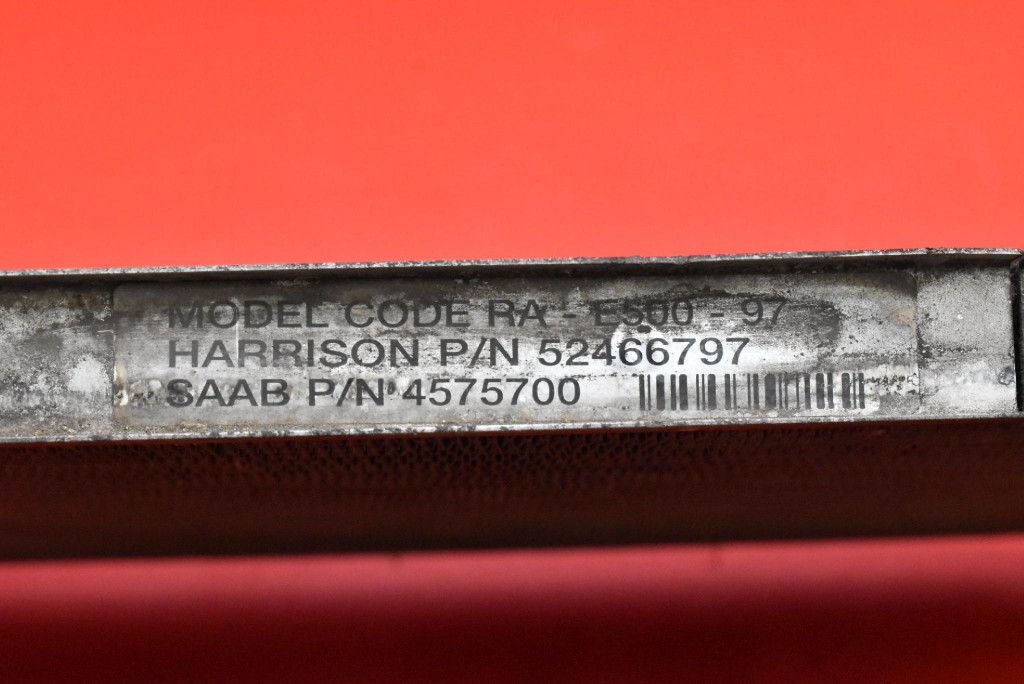 MODEL CODE RA - E500 - 97
HARRISON P/N 52466797
SAAB P/N 4575700